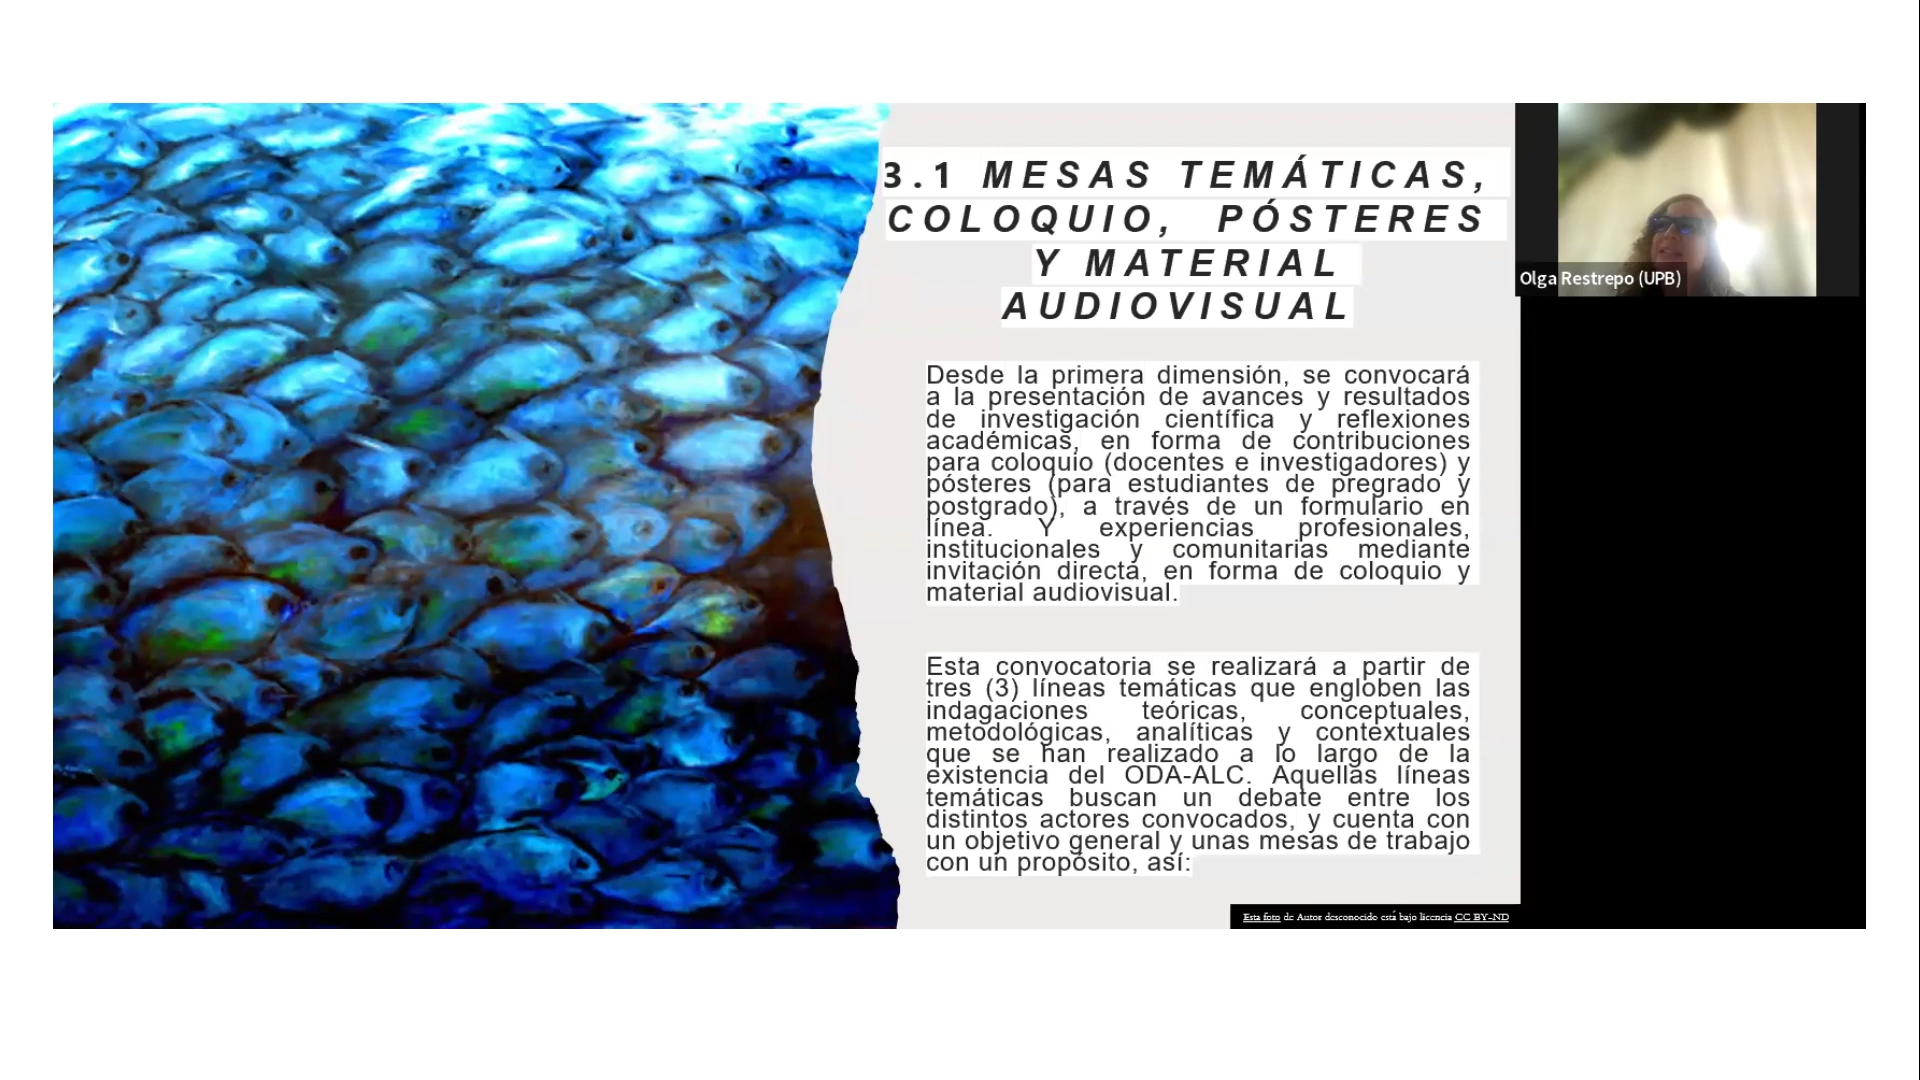 3.1 MESAS TEMÁTICAS,
COLOQUIO, PÓSTERES
Y MATERIAL
AUDIOVISUAL
Olga Restrepo (UPB)
Desde la primera dimensión, se convocará
a la presentación de avances y resultados
de investigación científica y reflexiones
académicas, en forma de contribuciones
para coloquio (docentes e investigadores) y
pósteres (para estudiantes de pregrado y
postgrado), a través de un formulario en
línea. Y experiencias profesionales,
institucionales y comunitarias mediante
invitación directa, en forma de coloquio y
material audiovisual.
Esta convocatoria se realizará a partir de
tres (3) líneas temáticas que engloben las
indagaciones teóricas, conceptuales,
metodológicas, analíticas y contextuales
que se han realizado a lo largo de la
existencia del ODA-ALC. Aquellas líneas
temáticas buscan un debate entre los
distintos actores convocados, y cuenta con
un objetivo general y unas mesas de trabajo
con un propósito, así:
Esta foto de Autor desconocido está bajo licencia CC BY-ND